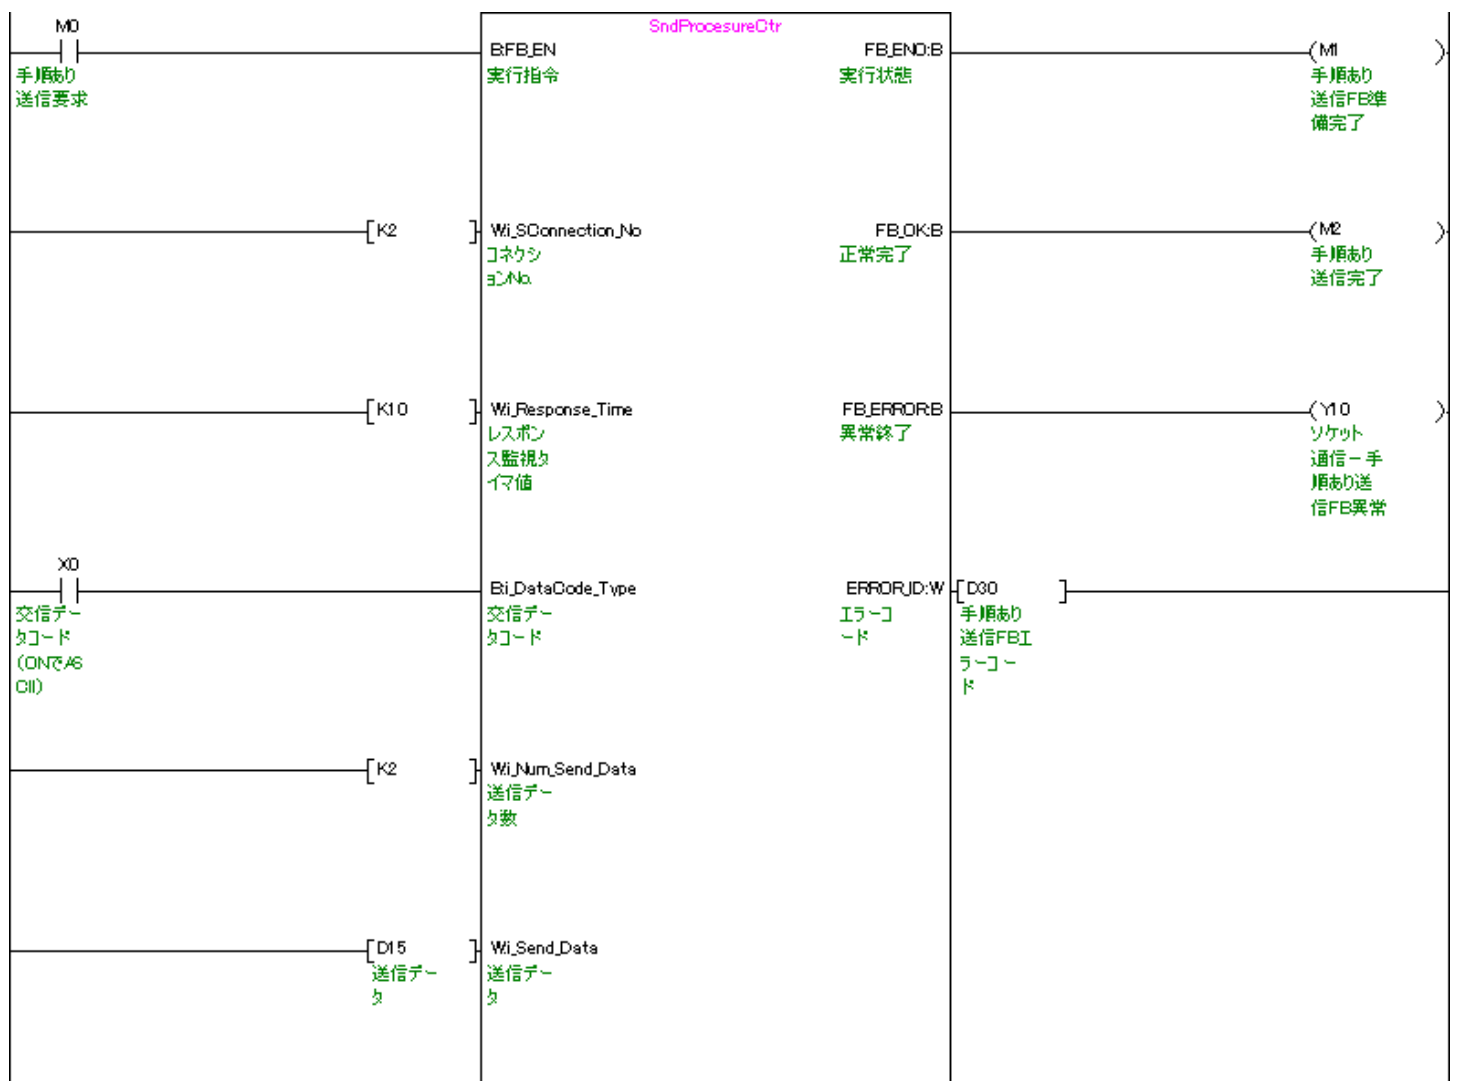 SndProcesureCtr
M0
手順あり
送信要求
B:FB_EN
実行指令
FB_ENO:B
実行状態
M1
手順あり
送信FB準
備完了
K2
W:i_SConnection_No
コネクシ
ョンNo.
FB_OK:B
正常完了
M2
手順あり
送信完了
K10
W:i_Response_Time
レスポン
ス監視タ
イマ値
FB_ERROR:B
異常終了
Y10
ソケット
通信－手
順あり送
信FB異常
X0
交信デー
タコード
(ONでAS
CII)
B:i_DataCode_Type
交信デー
タコード
ERROR_ID:W
エラーコ
ード
D30
手順あり
送信FBエ
ラーコー
ド
K2
W:i_Num_Send_Data
送信デー
タ数
D15
送信デー
タ
W:i_Send_Data
送信デー
タ